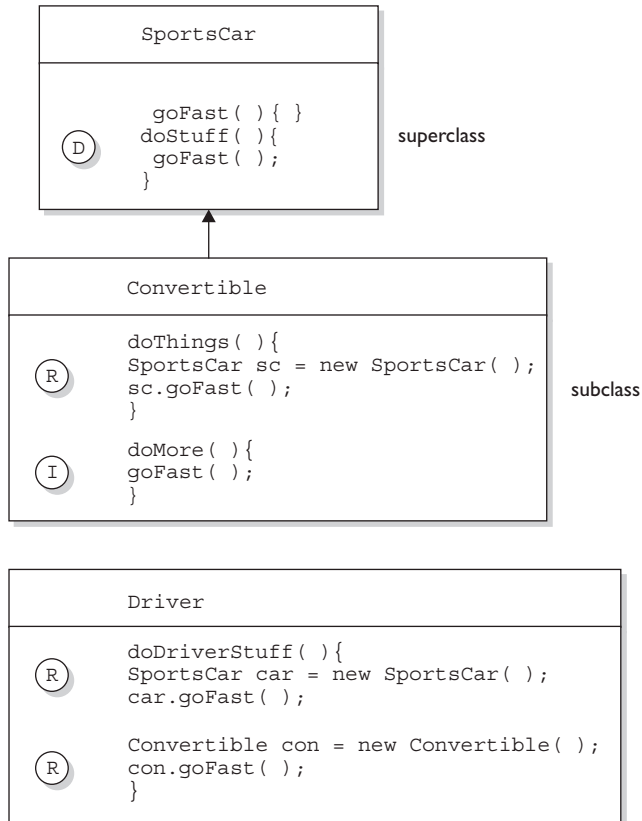 SportsCar
goFast( ){ }
doStuff( ){
goFast( );
}
D
superclass
Convertible
doThings( ){
SportsCar sc = new SportsCar( );
sc.goFast( );
}
R
doMore( ){
goFast( );
}
I
subclass
Driver
doDriverStuff( ){
SportsCar car = new SportsCar( );
car.goFast( );
R
Convertible con = new Convertible( );
con.goFast( );
}
R